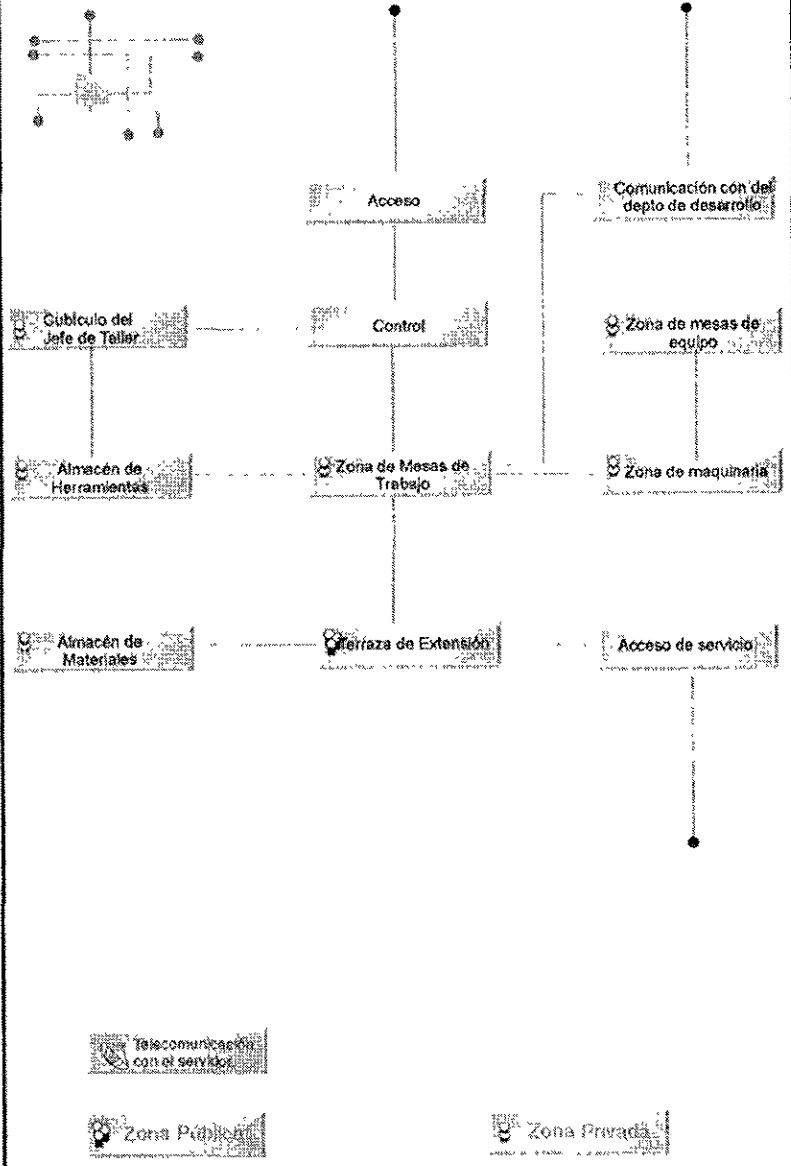 Acceso
Comunicación con del
depto de desarrollo
Cubículo del
Jefe de Taller
Control
Zona de mesas de
equipo
Almacén de
Herramientas
Zona de Mesas de
Trabajo
Zona de maquinaria
Almacén de
Materiales
Terraza de Extensión
Acceso de servicio
Telecomunicación
con el servidor
Zona Pública
Zona Privada